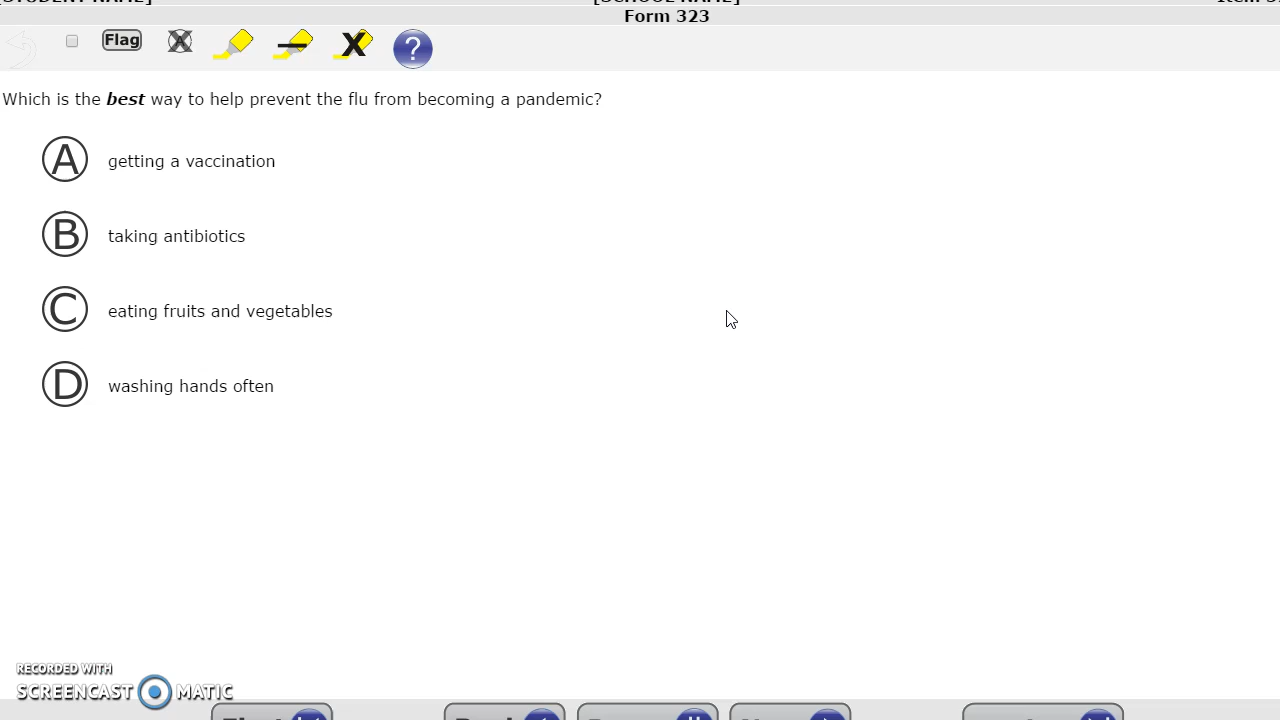 Form 323
Flag
Which is the best way to help prevent the flu from becoming a pandemic?
A getting a vaccination
B taking antibiotics
C eating fruits and vegetables
D washing hands often
RECORDED WITH
SCREENCAST MATIC